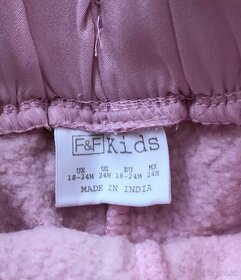 F&F Kids
UK US EU MX
18-24M 24M 18-24M 24M
MADE IN INDIA